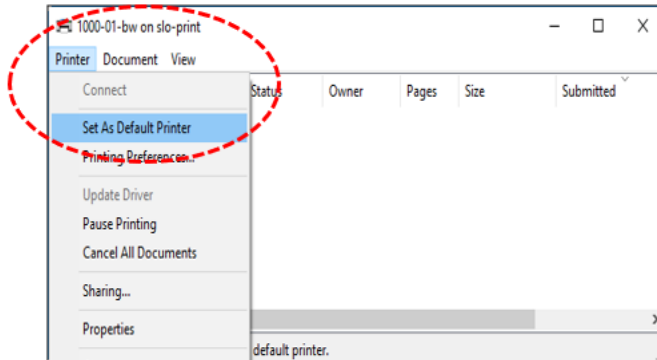 1000-01-bw on slo-print
Printer Document View
Connect
Status Owner Pages Size Submitted
Set As Default Printer
Printing Preferences...
Update Driver
Pause Printing
Cancel All Documents
Sharing...
Properties
default printer.